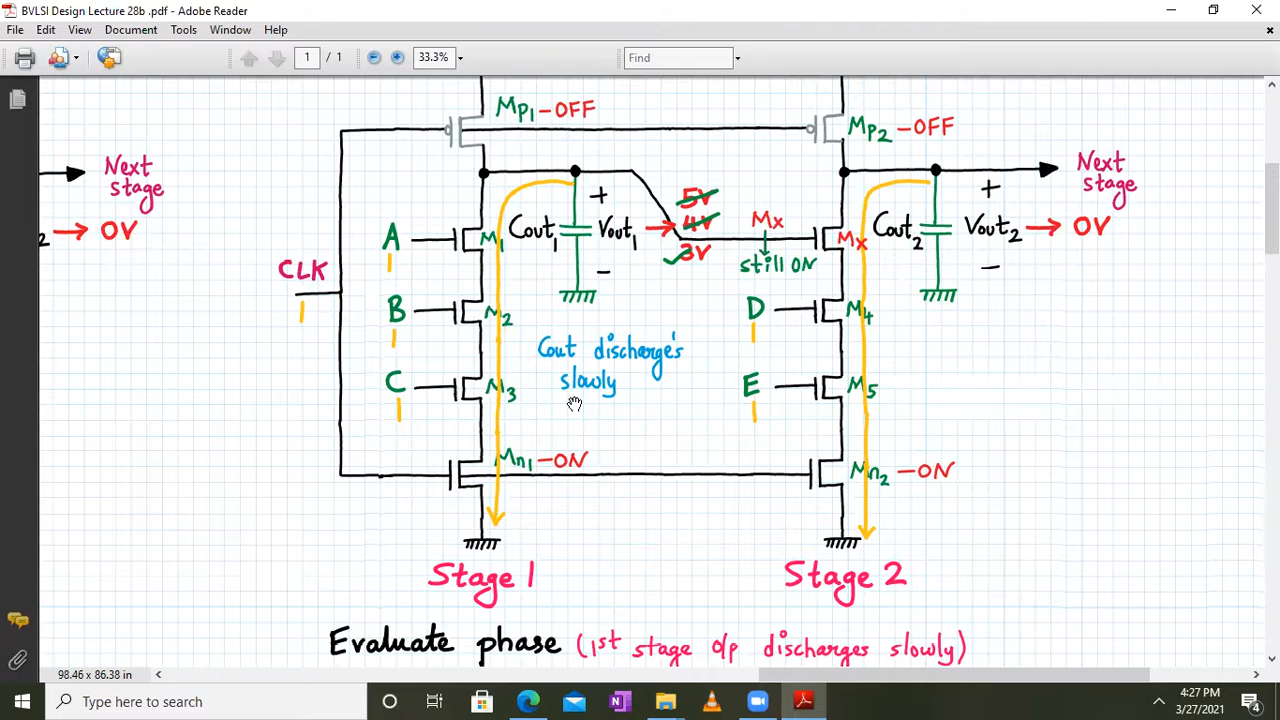 BVLSI Design Lecture 28b .pdf - Adobe Reader
File Edit View Document Tools Window Help
1 / 1 33.3% Find
Mp1 - OFF
Mp2 - OFF
Next
stage
2 → 0V
CLK
1
A
1
B
1
C
1
M1
M2
M3
Mn1 - ON
Cout1
+
Vout1
-
5V
4V
3V
Mx
still ON
Cout discharge's
slowly
D
1
E
1
Mx
M4
M5
Mn2 - ON
Cout2
+
Vout2 → 0V
-
Next
stage
Stage 1
Stage 2
Evaluate phase (1st stage o/p discharges slowly)
98.46 x 86.38 in
Type here to search
4:27 PM
3/27/2021
4